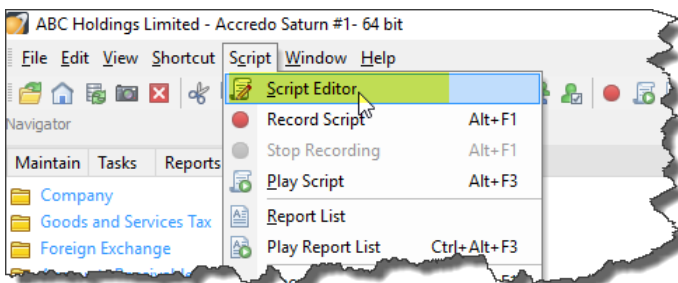 ABC Holdings Limited - Accredo Saturn #1- 64 bit
File Edit View Shortcut Script Window Help
Script Editor
Navigator
Record Script Alt+F1
Stop Recording Alt+F1
Maintain Tasks Reports
Play Script Alt+F3
Company
Report List
Goods and Services Tax
Foreign Exchange
Play Report List Ctrl+Alt+F3